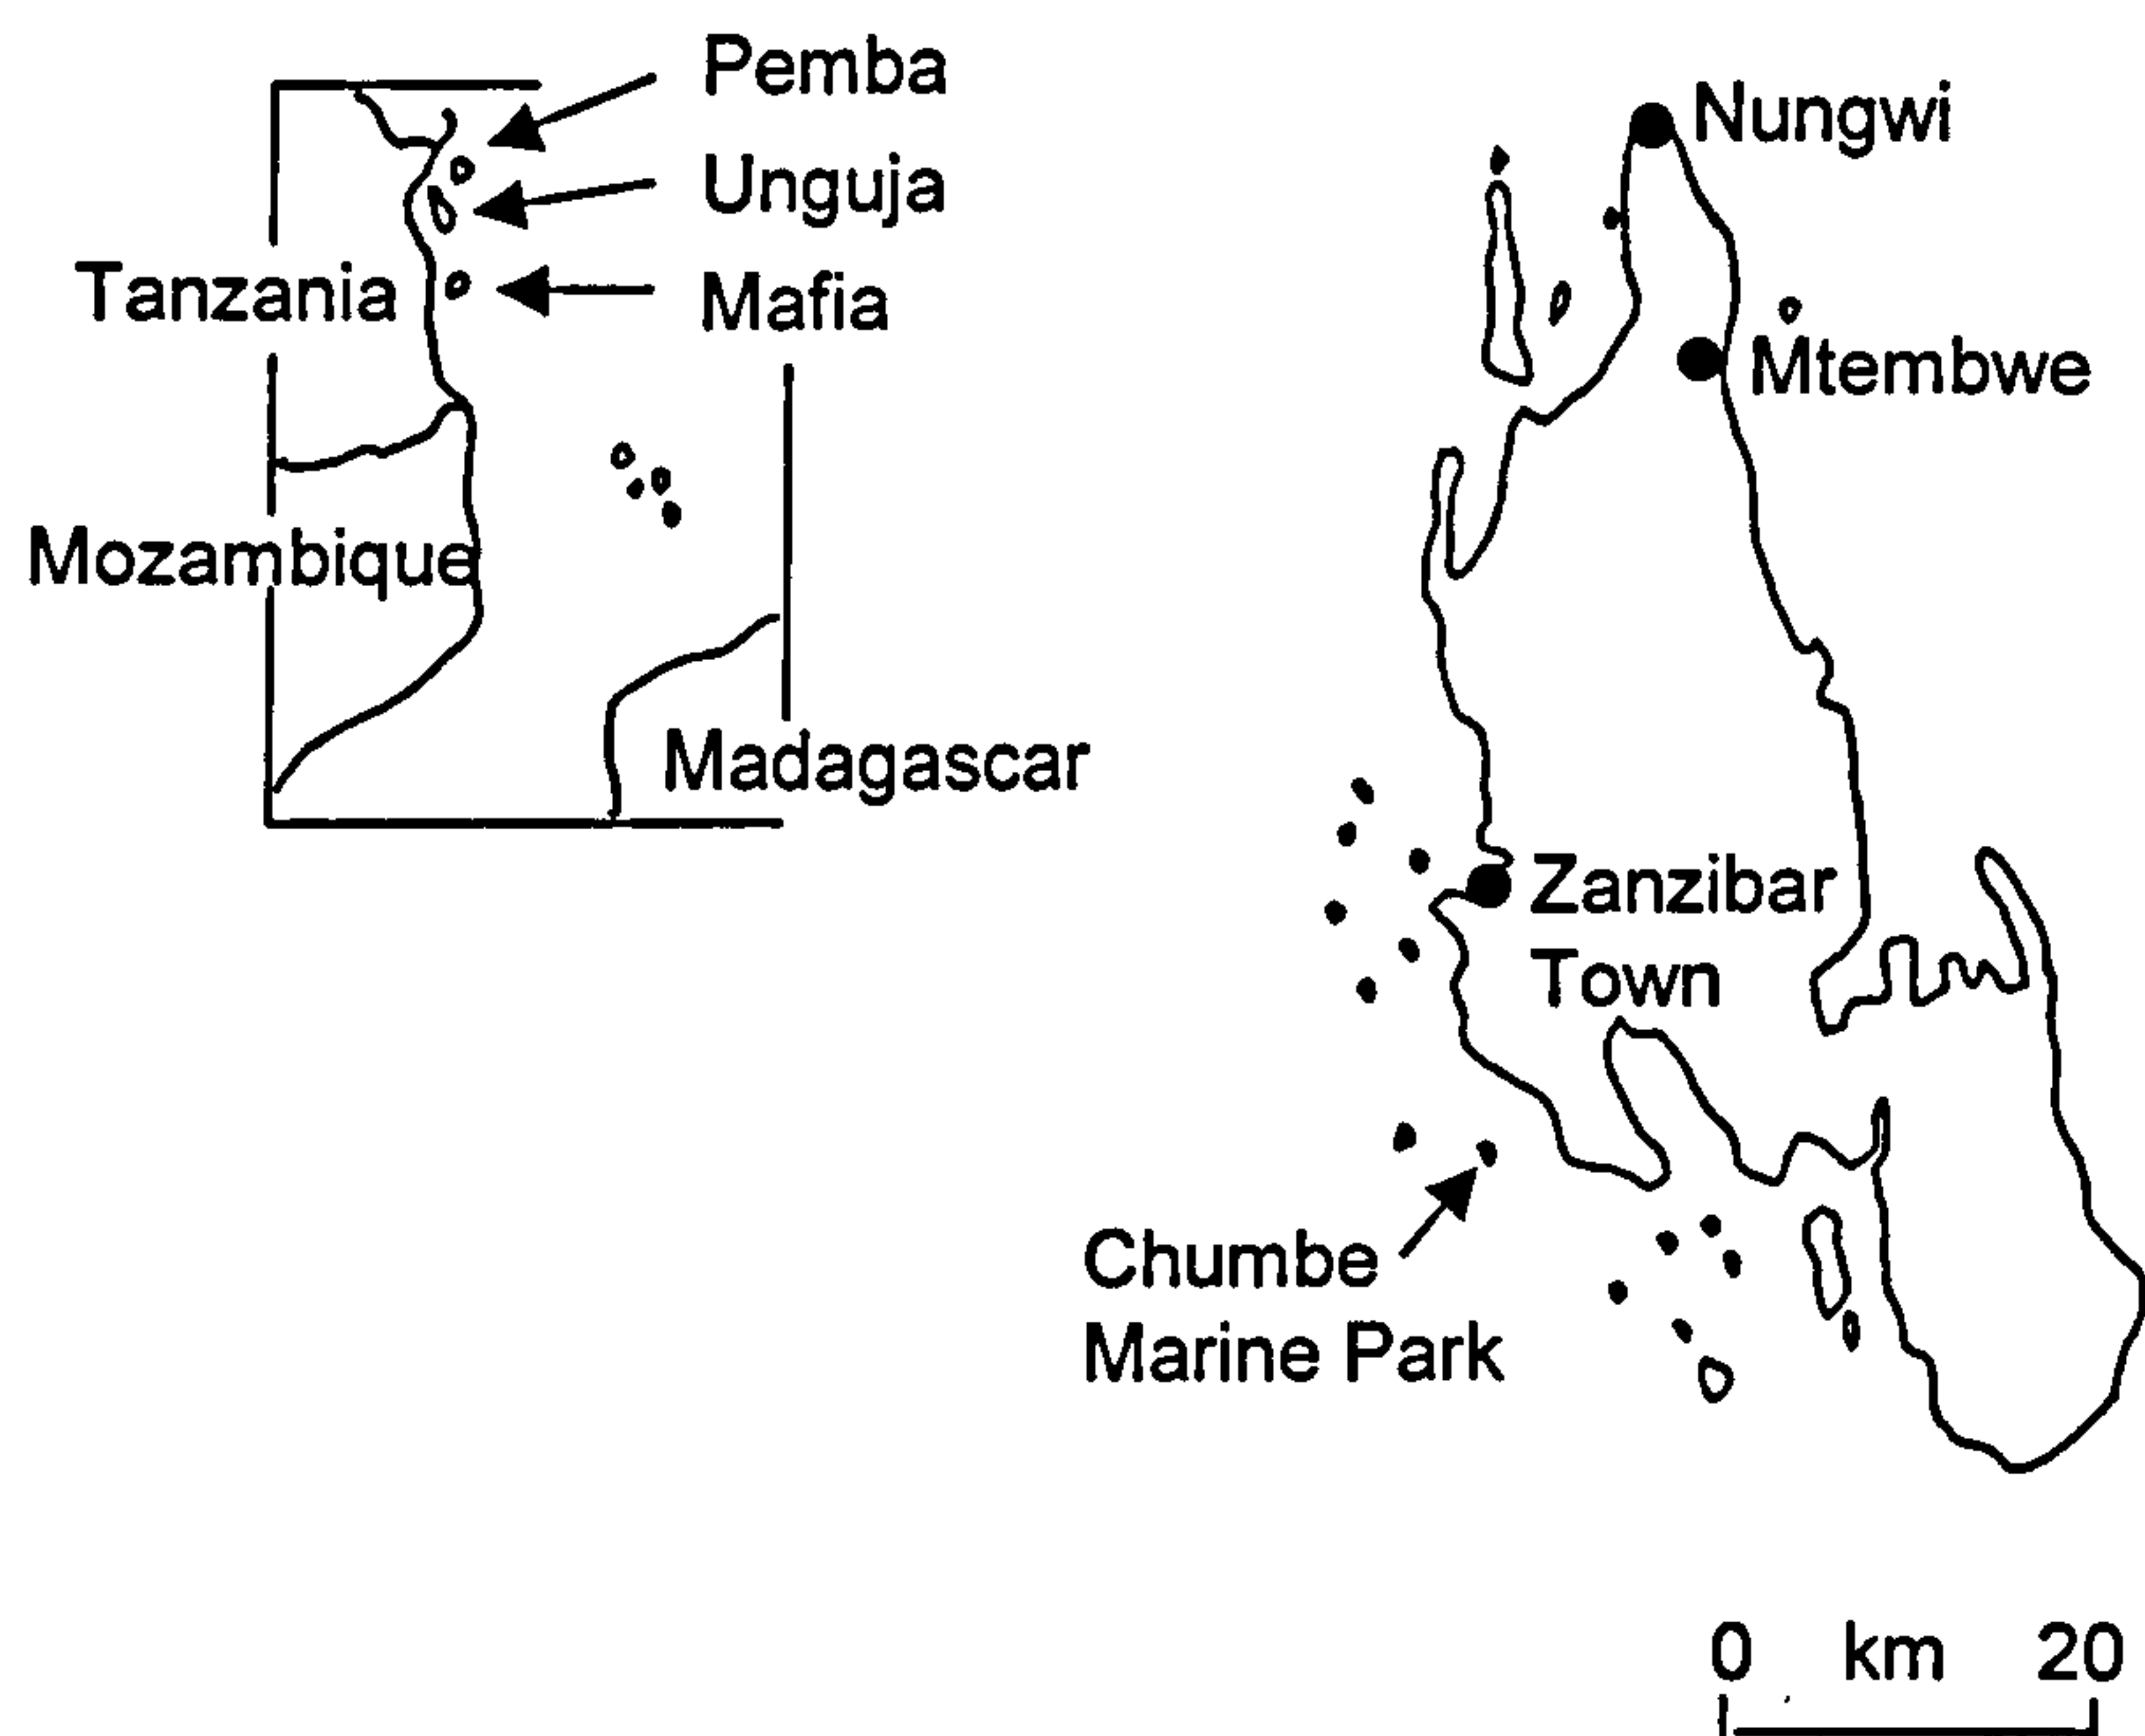 Pemba
Unguja
Mafia
Tanzania
Mozambique
Madagascar
Nungwi
Mtembwe
Zanzibar
Town
Chumbe
Marine Park
0 km 20